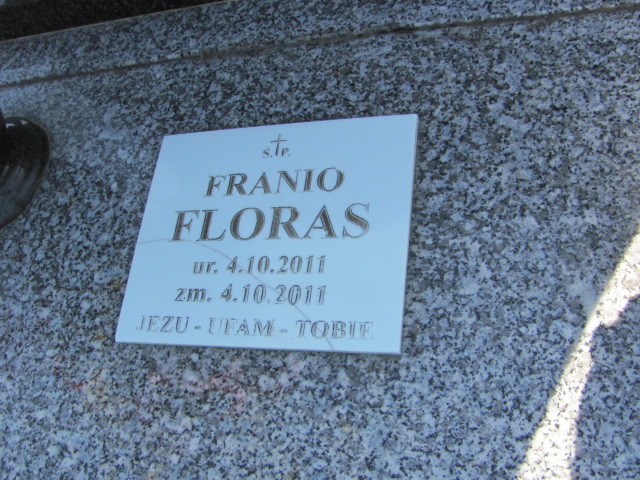 Ś.†P.
FRANIO
FLORAS
ur. 4.10.2011
zm. 4.10.2011
JEZU - UFAM - TOBIE